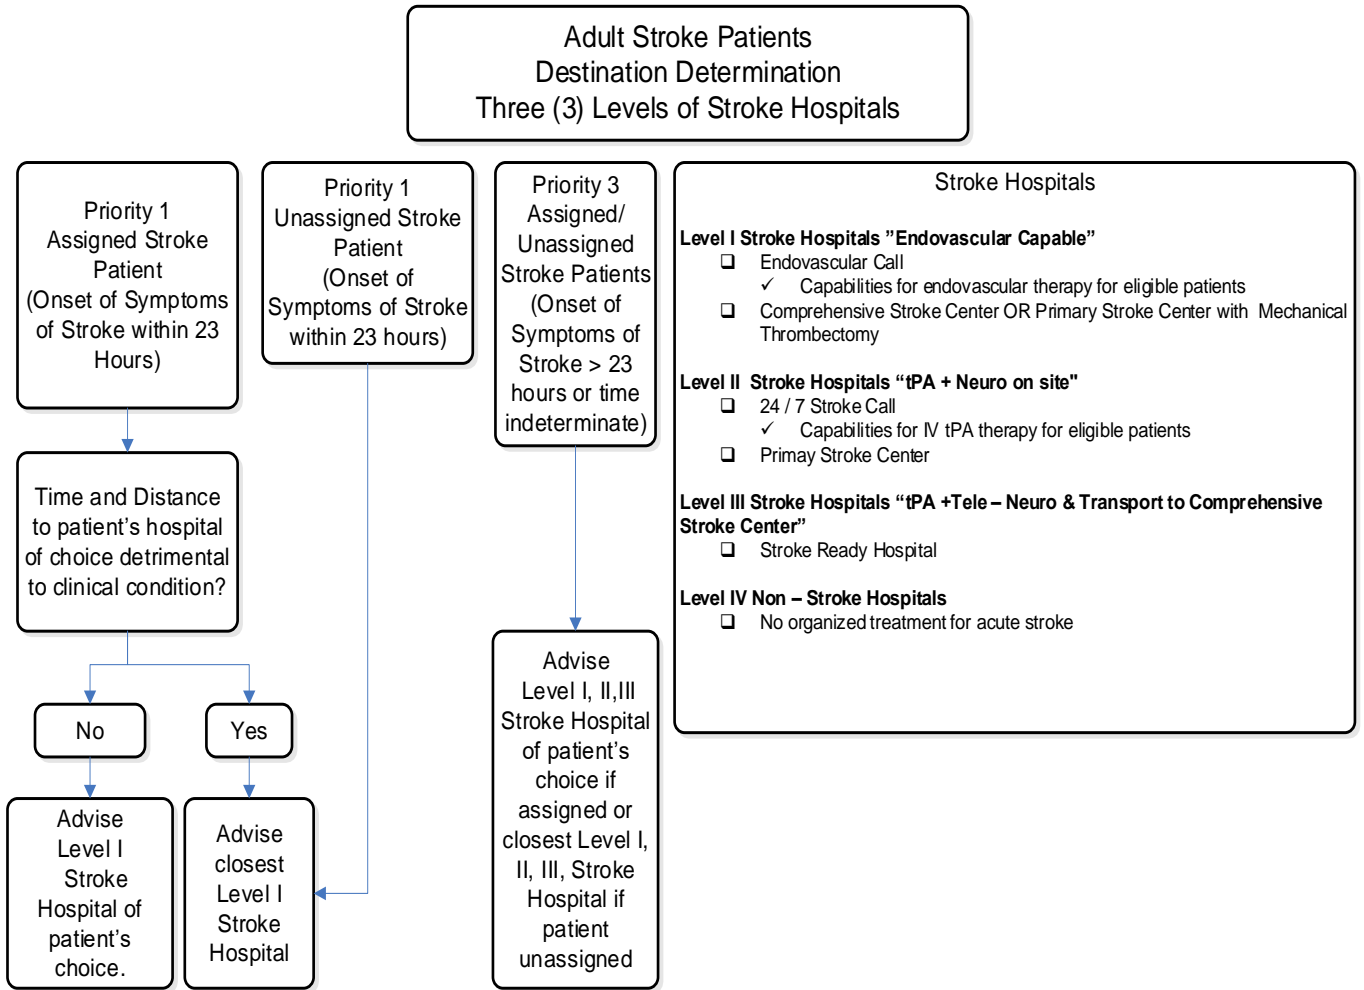 Adult Stroke Patients
Destination Determination
Three (3) Levels of Stroke Hospitals
Priority 1
Assigned Stroke
Patient
(Onset of Symptoms
of Stroke within 23
Hours)
Time and Distance
to patient’s hospital
of choice detrimental
to clinical condition?
No
Yes
Advise
Level I
Stroke
Hospital of
patient’s
choice.
Advise
closest
Level I
Stroke
Hospital
Priority 1
Unassigned Stroke
Patient
(Onset of
Symptoms of Stroke
within 23 hours)
Priority 3
Assigned/
Unassigned
Stroke Patients
(Onset of
Symptoms of
Stroke > 23
hours or time
indeterminate)
Advise
Level I, II,III
Stroke Hospital
of patient’s
choice if
assigned or
closest Level I,
II, III, Stroke
Hospital if
patient
unassigned
Stroke Hospitals
Level I Stroke Hospitals ”Endovascular Capable”
❑ Endovascular Call
✓ Capabilities for endovascular therapy for eligible patients
❑ Comprehensive Stroke Center OR Primary Stroke Center with Mechanical
Thrombectomy
Level II Stroke Hospitals “tPA + Neuro on site"
❑ 24 / 7 Stroke Call
✓ Capabilities for IV tPA therapy for eligible patients
❑ Primay Stroke Center
Level III Stroke Hospitals “tPA +Tele – Neuro & Transport to Comprehensive
Stroke Center”
❑ Stroke Ready Hospital
Level IV Non – Stroke Hospitals
❑ No organized treatment for acute stroke